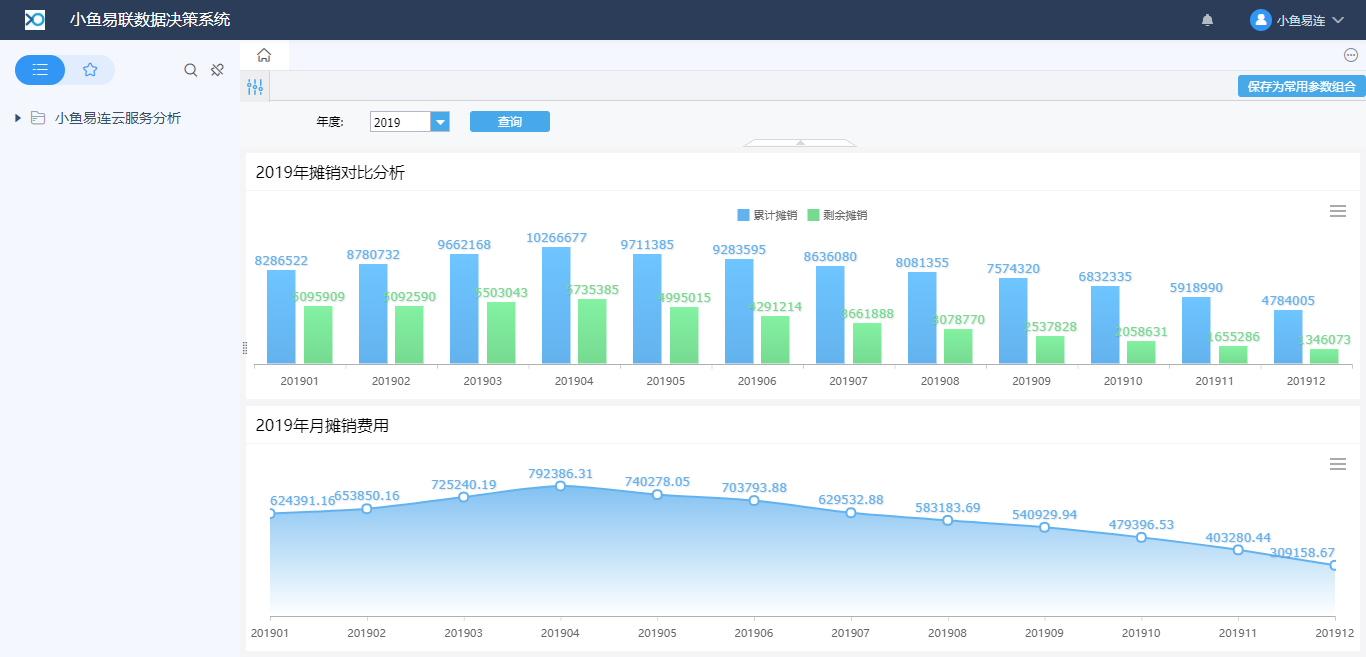 小鱼易联数据决策系统
小鱼易连
保存为常用参数组合
小鱼易连云服务分析
年度: 2019 查询
2019年摊销对比分析
累计摊销 剩余摊销
8286522 8780732 9662168 10266677 9711385 9283595 8636080 8081355 7574320 6832335 5918990 4784005
5095909 5092590 5503043 5735385 4995015 4291214 3661888 3078770 2537828 2058631 1655286 1346073
201901 201902 201903 201904 201905 201906 201907 201908 201909 201910 201911 201912
2019年月摊销费用
624391.16 653850.16 725240.19 792386.31 740278.05 703793.88 629532.88 583183.69 540929.94 479396.53 403280.44 309158.67
201901 201902 201903 201904 201905 201906 201907 201908 201909 201910 201911 201912